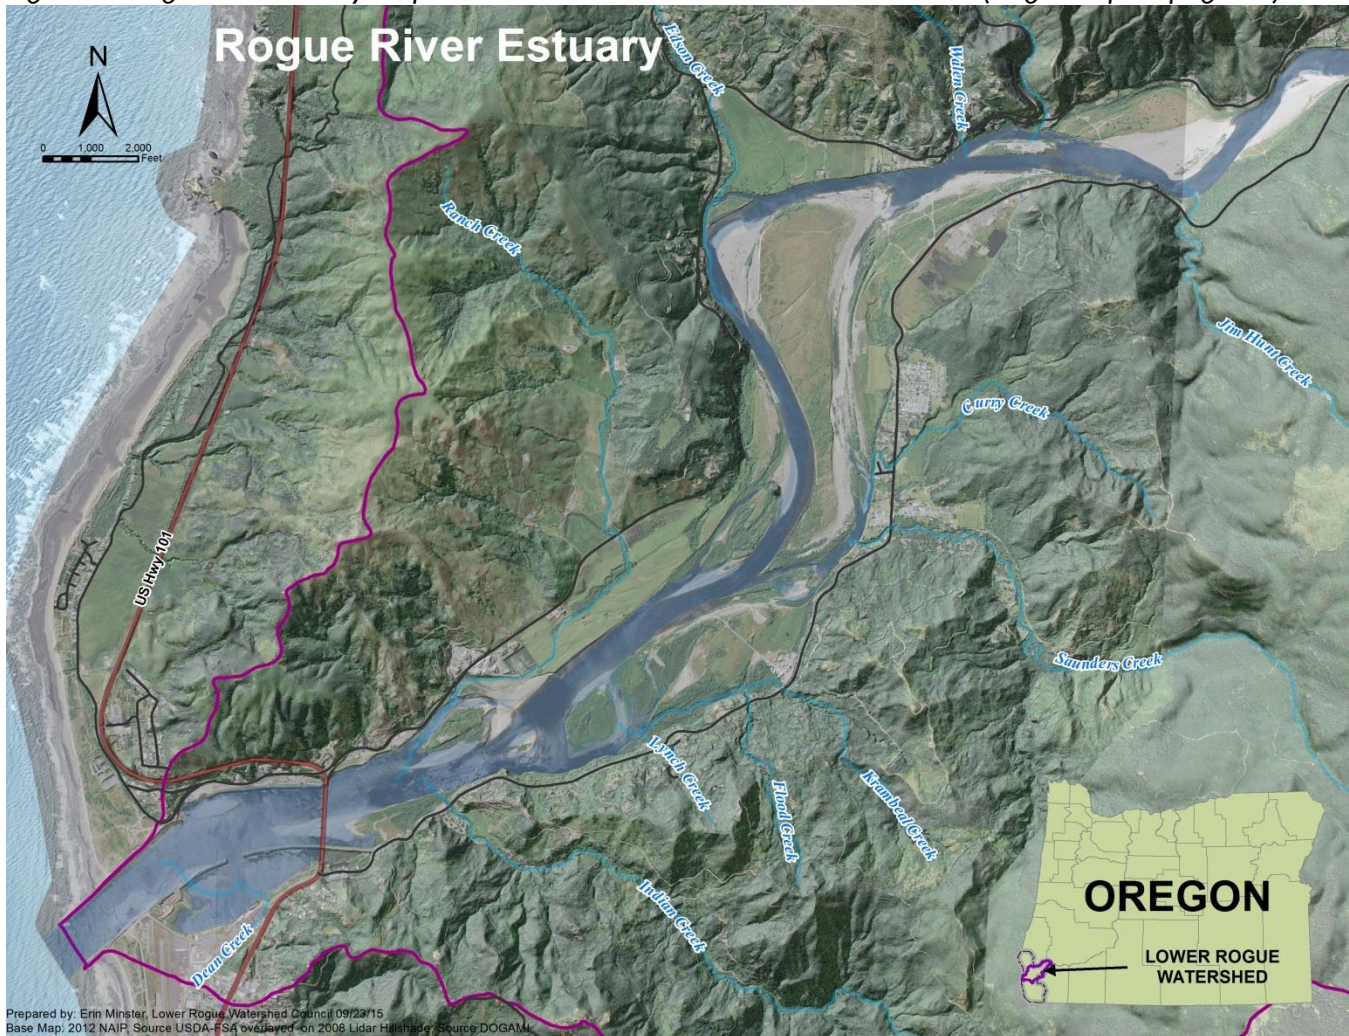 Rogue River Estuary
N
0 1,000 2,000
Feet
Edson Creek
Walen Creek
Ranch Creek
Jim Hunt Creek
Curry Creek
US Hwy 101
Saunders Creek
Lynch Creek
Flood Creek
Krambeal Creek
Indian Creek
Dean Creek
OREGON
LOWER ROGUE
WATERSHED
Prepared by: Erin Minster, Lower Rogue Watershed Council 09/23/15
Base Map: 2012 NAIP, Source USDA-FSA overlayed on 2008 Lidar Hillshade, Source DOGAMI